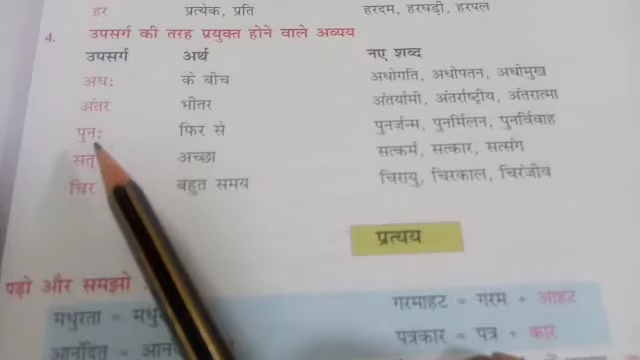 हर प्रत्येक, प्रति हरदम, हरघड़ी, हरपल
4. उपसर्ग की तरह प्रयुक्त होने वाले अव्यय
उपसर्ग अर्थ नए शब्द
अधः के बीच अधोगति, अधोपतन, अधोमुख
अंतर भीतर अंतर्यामी, अंतर्राष्ट्रीय, अंतरात्मा
पुनः फिर से पुनर्जन्म, पुनर्मिलन, पुनर्विवाह
सत् अच्छा सत्कर्म, सत्कार, सत्संग
चिर बहुत समय चिरायु, चिरकाल, चिरंजीव
प्रत्यय
पढ़ो और समझो
मधुरता = गरमाहट = गरम + आहट
आनंदित = पत्रकार = पत्र + कार